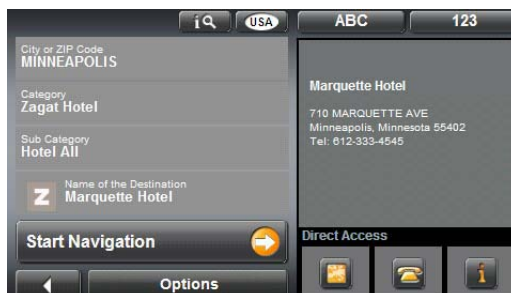 USA
ABC
123
City or ZIP Code
MINNEAPOLIS
Category
Zagat Hotel
Sub Category
Hotel All
Z
Name of the Destination
Marquette Hotel
Start Navigation
Options
Marquette Hotel
710 MARQUETTE AVE
Minneapolis, Minnesota 55402
Tel: 612-333-4545
Direct Access
i